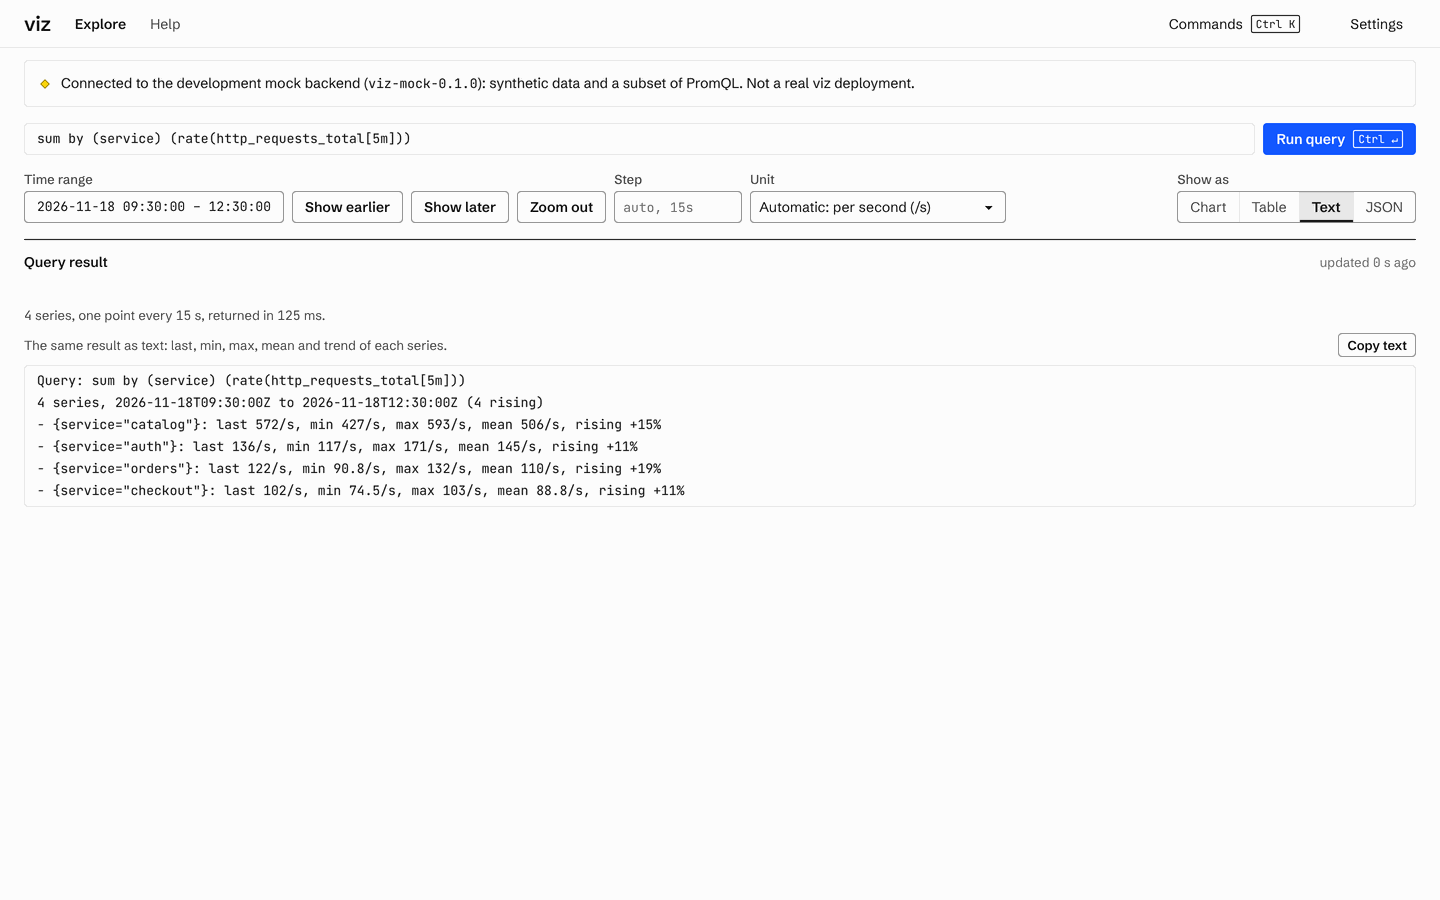 viz Explore Help Commands Ctrl K Settings
Connected to the development mock backend (viz-mock-0.1.0): synthetic data and a subset of PromQL. Not a real viz deployment.
sum by (service) (rate(http_requests_total[5m])) Run query Ctrl ↵
Time range Step Unit Show as
2026-11-18 09:30:00 – 12:30:00 Show earlier Show later Zoom out auto, 15s Automatic: per second (/s) Chart Table Text JSON
Query result updated 0 s ago
4 series, one point every 15 s, returned in 125 ms.
The same result as text: last, min, max, mean and trend of each series. Copy text
Query: sum by (service) (rate(http_requests_total[5m]))
4 series, 2026-11-18T09:30:00Z to 2026-11-18T12:30:00Z (4 rising)
- {service="catalog"}: last 572/s, min 427/s, max 593/s, mean 506/s, rising +15%
- {service="auth"}: last 136/s, min 117/s, max 171/s, mean 145/s, rising +11%
- {service="orders"}: last 122/s, min 90.8/s, max 132/s, mean 110/s, rising +19%
- {service="checkout"}: last 102/s, min 74.5/s, max 103/s, mean 88.8/s, rising +11%